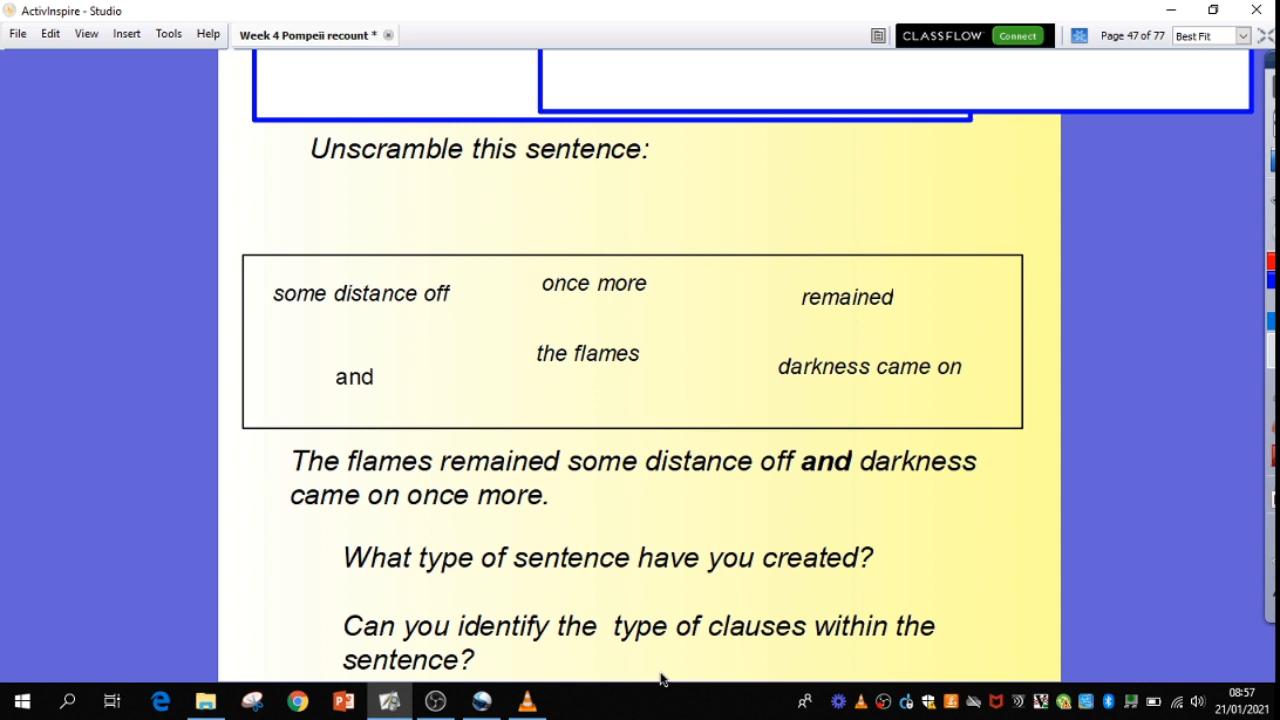 ActivInspire - Studio
File Edit View Insert Tools Help Week 4 Pompeii recount * CLASSFLOW Connect Page 47 of 77 Best Fit
Unscramble this sentence:
some distance off once more remained
and the flames darkness came on
The flames remained some distance off and darkness
came on once more.
What type of sentence have you created?
Can you identify the type of clauses within the
sentence?
08:57
21/01/2021